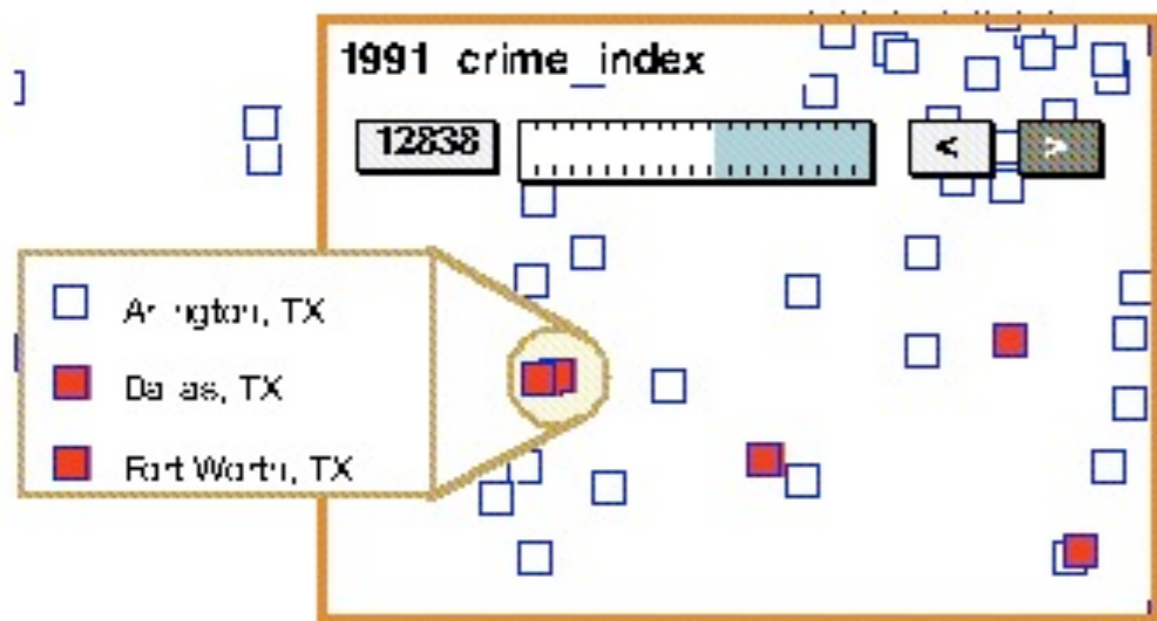 1991 crime_index
12838
<
>
Arlington, TX
Dallas, TX
Fort Worth, TX